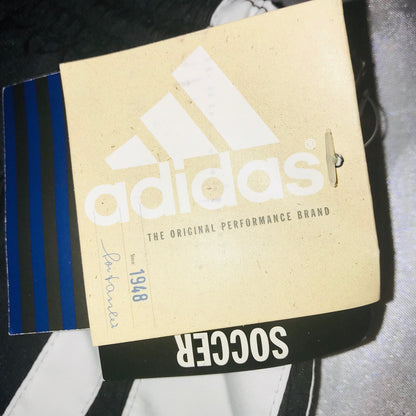 adidas®
THE ORIGINAL PERFORMANCE BRAND
Since: 1948
SOCCER